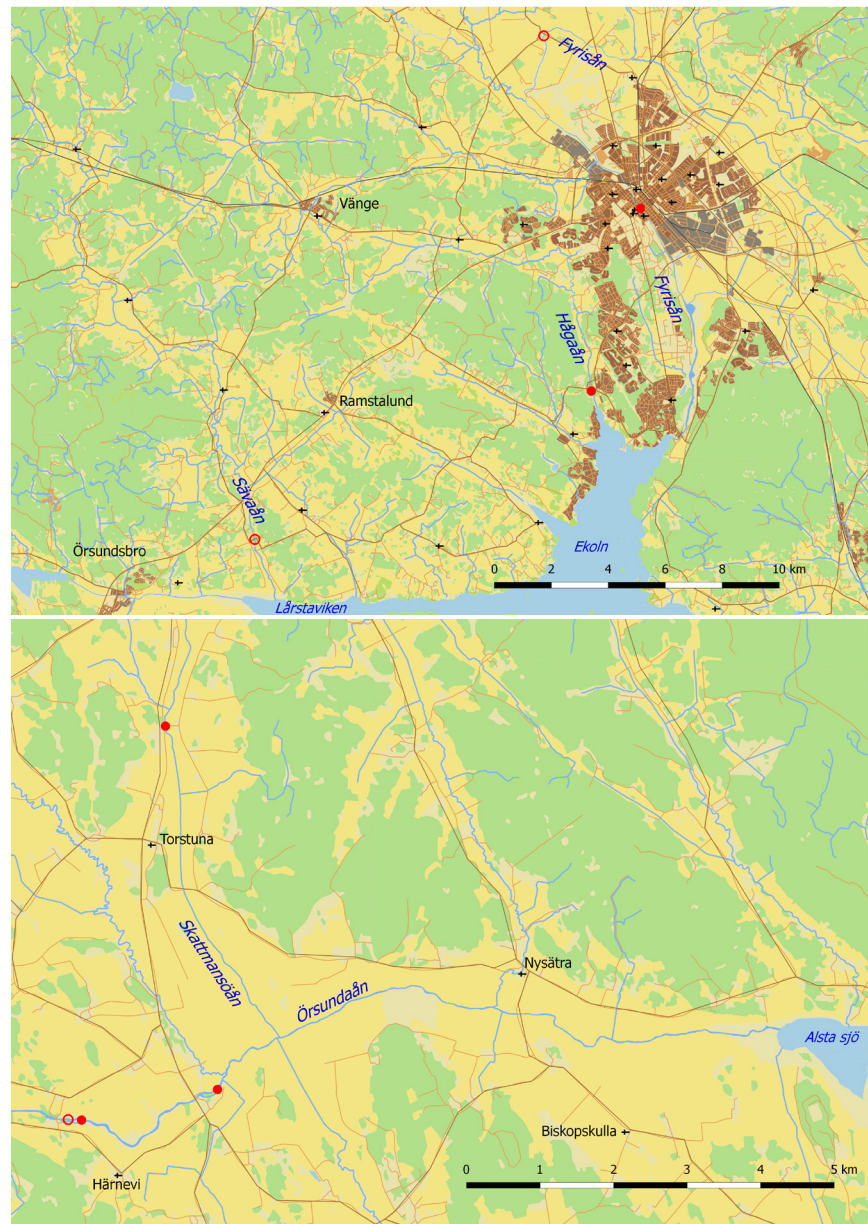 Fyrisån
Vänge
Fyrisån
Hågaån
Ramstalund
Sävaån
Örsundsbro
Ekoln
0 2 4 6 8 10 km
Lårstaviken
Torstuna
Skattmansöån
Nysätra
Örsundaån
Alsta sjö
Biskopskulla
Härnevi
0 1 2 3 4 5 km